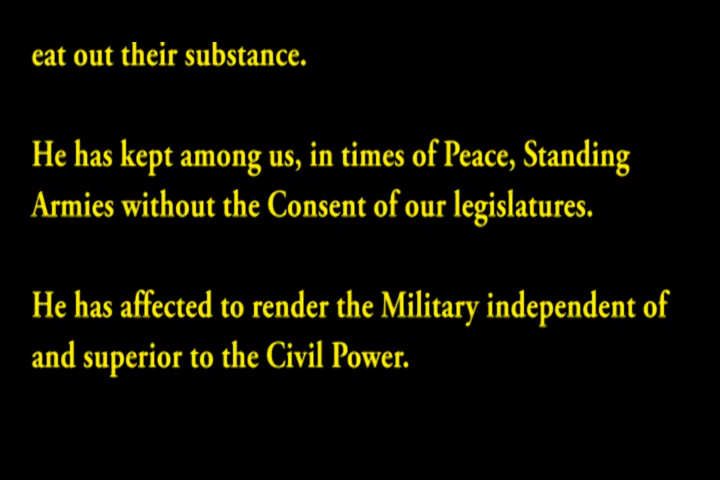 eat out their substance.
He has kept among us, in times of Peace, Standing
Armies without the Consent of our legislatures.
He has affected to render the Military independent of
and superior to the Civil Power.